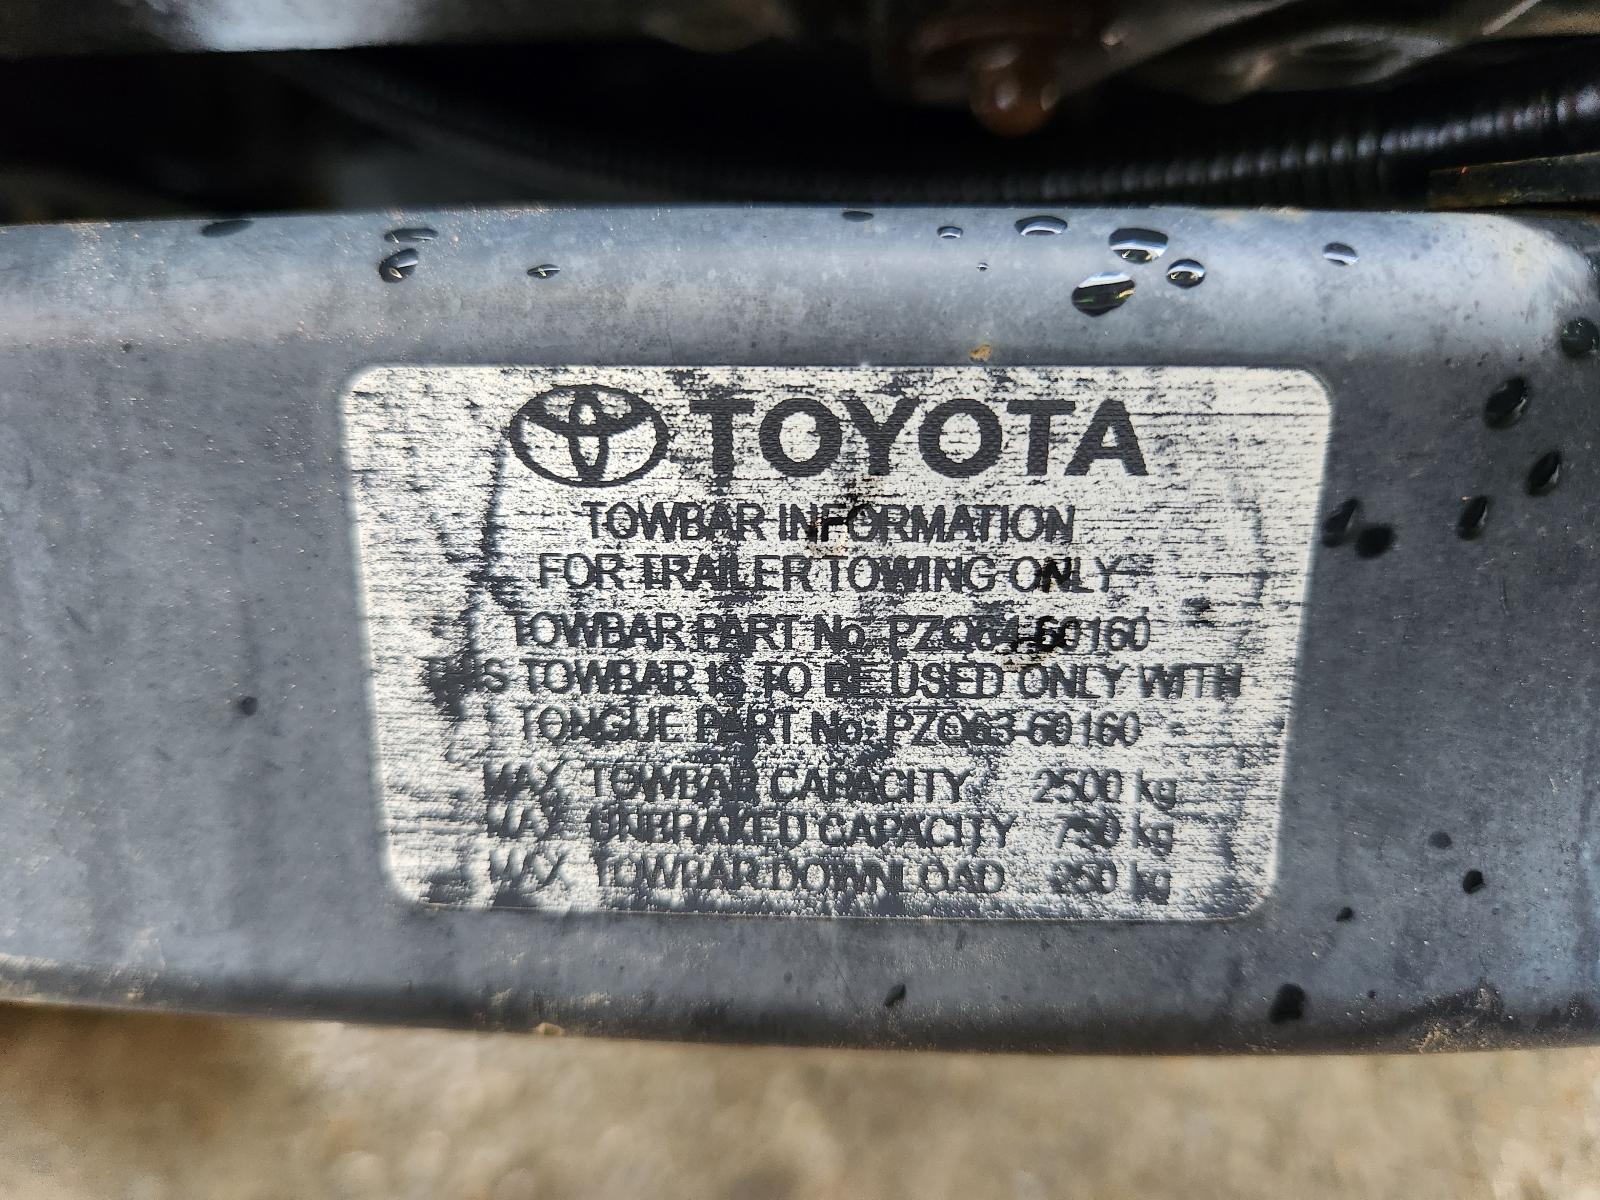 TOYOTA
TOWBAR INFORMATION
FOR TRAILER TOWING ONLY
TOWBAR PART No. PZQ64-60160
THIS TOWBAR IS TO BE USED ONLY WITH
TONGUE PART No. PZQ63-60160
MAX TOWBAR CAPACITY 2500 kg
MAX UNBRAKED CAPACITY 750 kg
MAX TOWBAR DOWNLOAD 250 kg